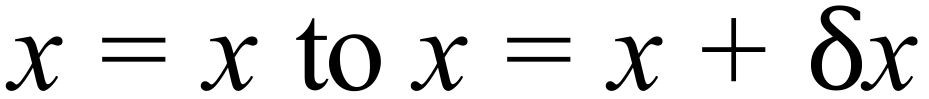 x = x to x = x + δx